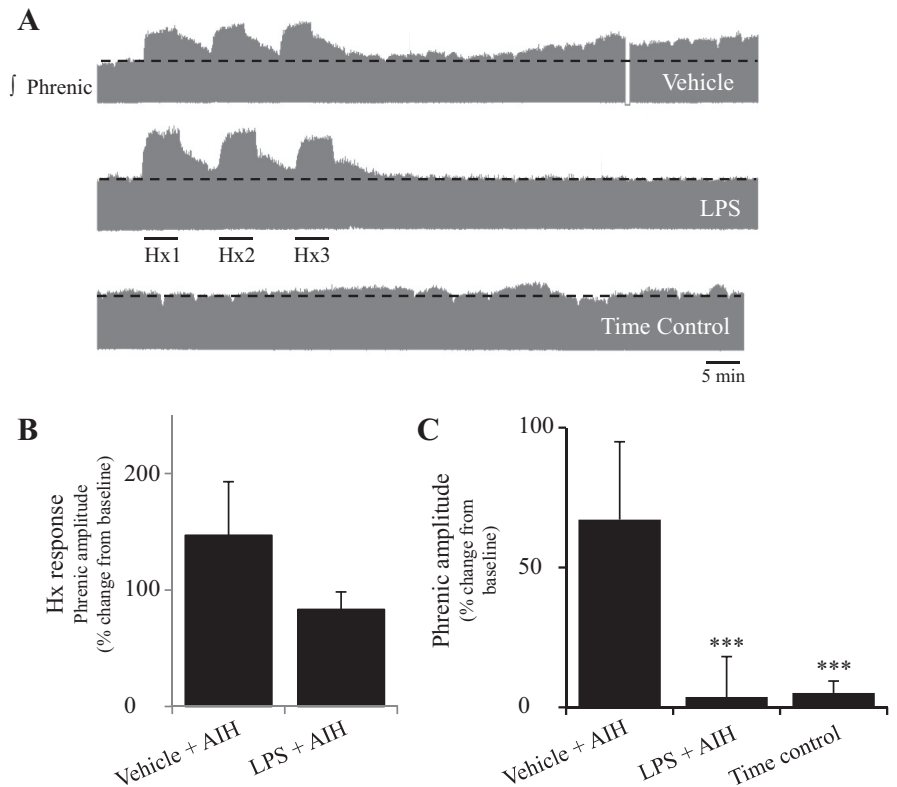 A
∫ Phrenic
Vehicle
LPS
Hx1 Hx2 Hx3
Time Control
5 min
B
Hx response
Phrenic amplitude
(% change from baseline)
200
100
0
Vehicle + AIH
LPS + AIH
C
Phrenic amplitude
(% change from
baseline)
100
50
0
***
***
Vehicle + AIH
LPS + AIH
Time control